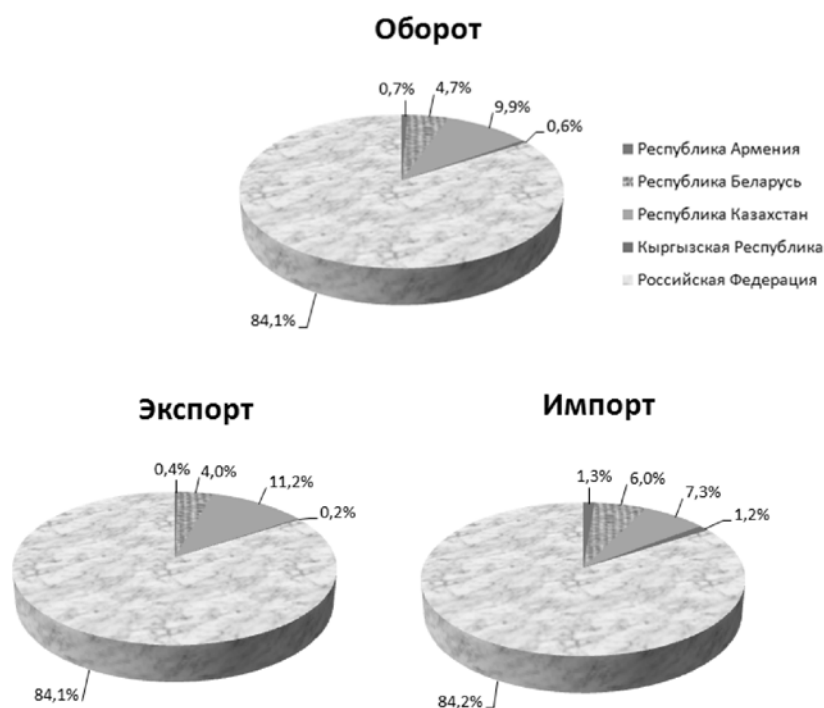 Оборот
0,7%
4,7%
9,9%
0,6%
84,1%
Республика Армения
Республика Беларусь
Республика Казахстан
Кыргызская Республика
Российская Федерация
Экспорт
0,4%
4,0%
11,2%
0,2%
84,1%
Импорт
1,3%
6,0%
7,3%
1,2%
84,2%